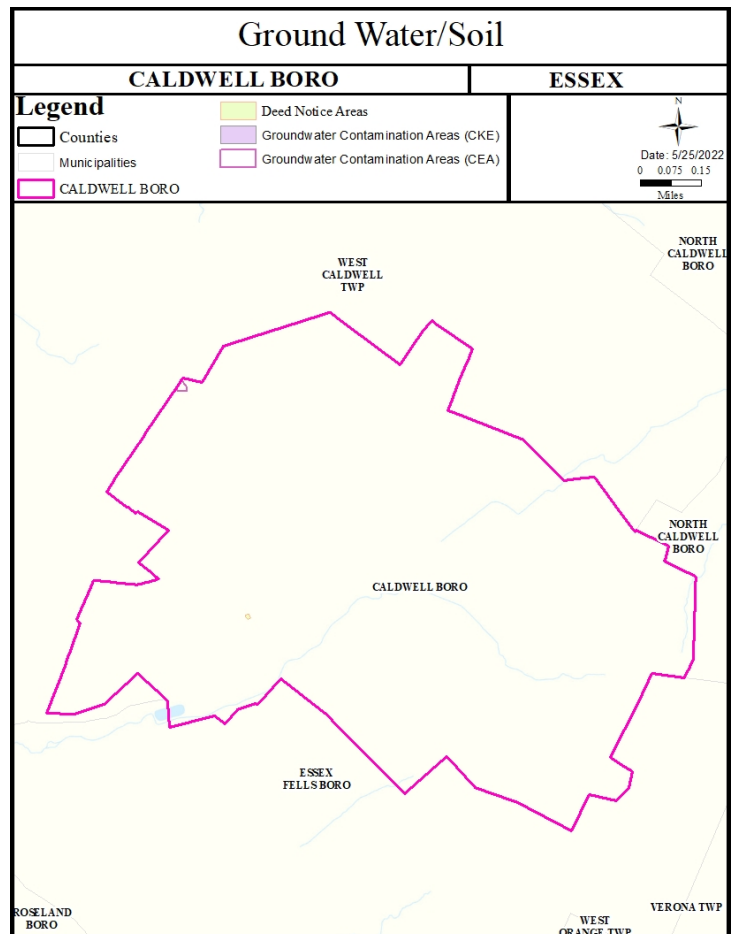 Ground Water/Soil
CALDWELL BORO
ESSEX
Legend
Counties
Municipalities
CALDWELL BORO
Deed Notice Areas
Groundwater Contamination Areas (CKE)
Groundwater Contamination Areas (CEA)
N
Date: 5/25/2022
0 0.075 0.15
Miles
NORTH
CALDWELL
BORO
WEST
CALDWELL
TWP
NORTH
CALDWELL
BORO
CALDWELL BORO
ESSEX
FELLS BORO
ROSELAND
BORO
VERONA TWP
WEST
ORANGE TWP